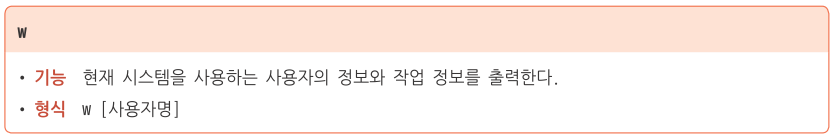 w
• 기능 현재 시스템을 사용하는 사용자의 정보와 작업 정보를 출력한다.
• 형식 w [사용자명]